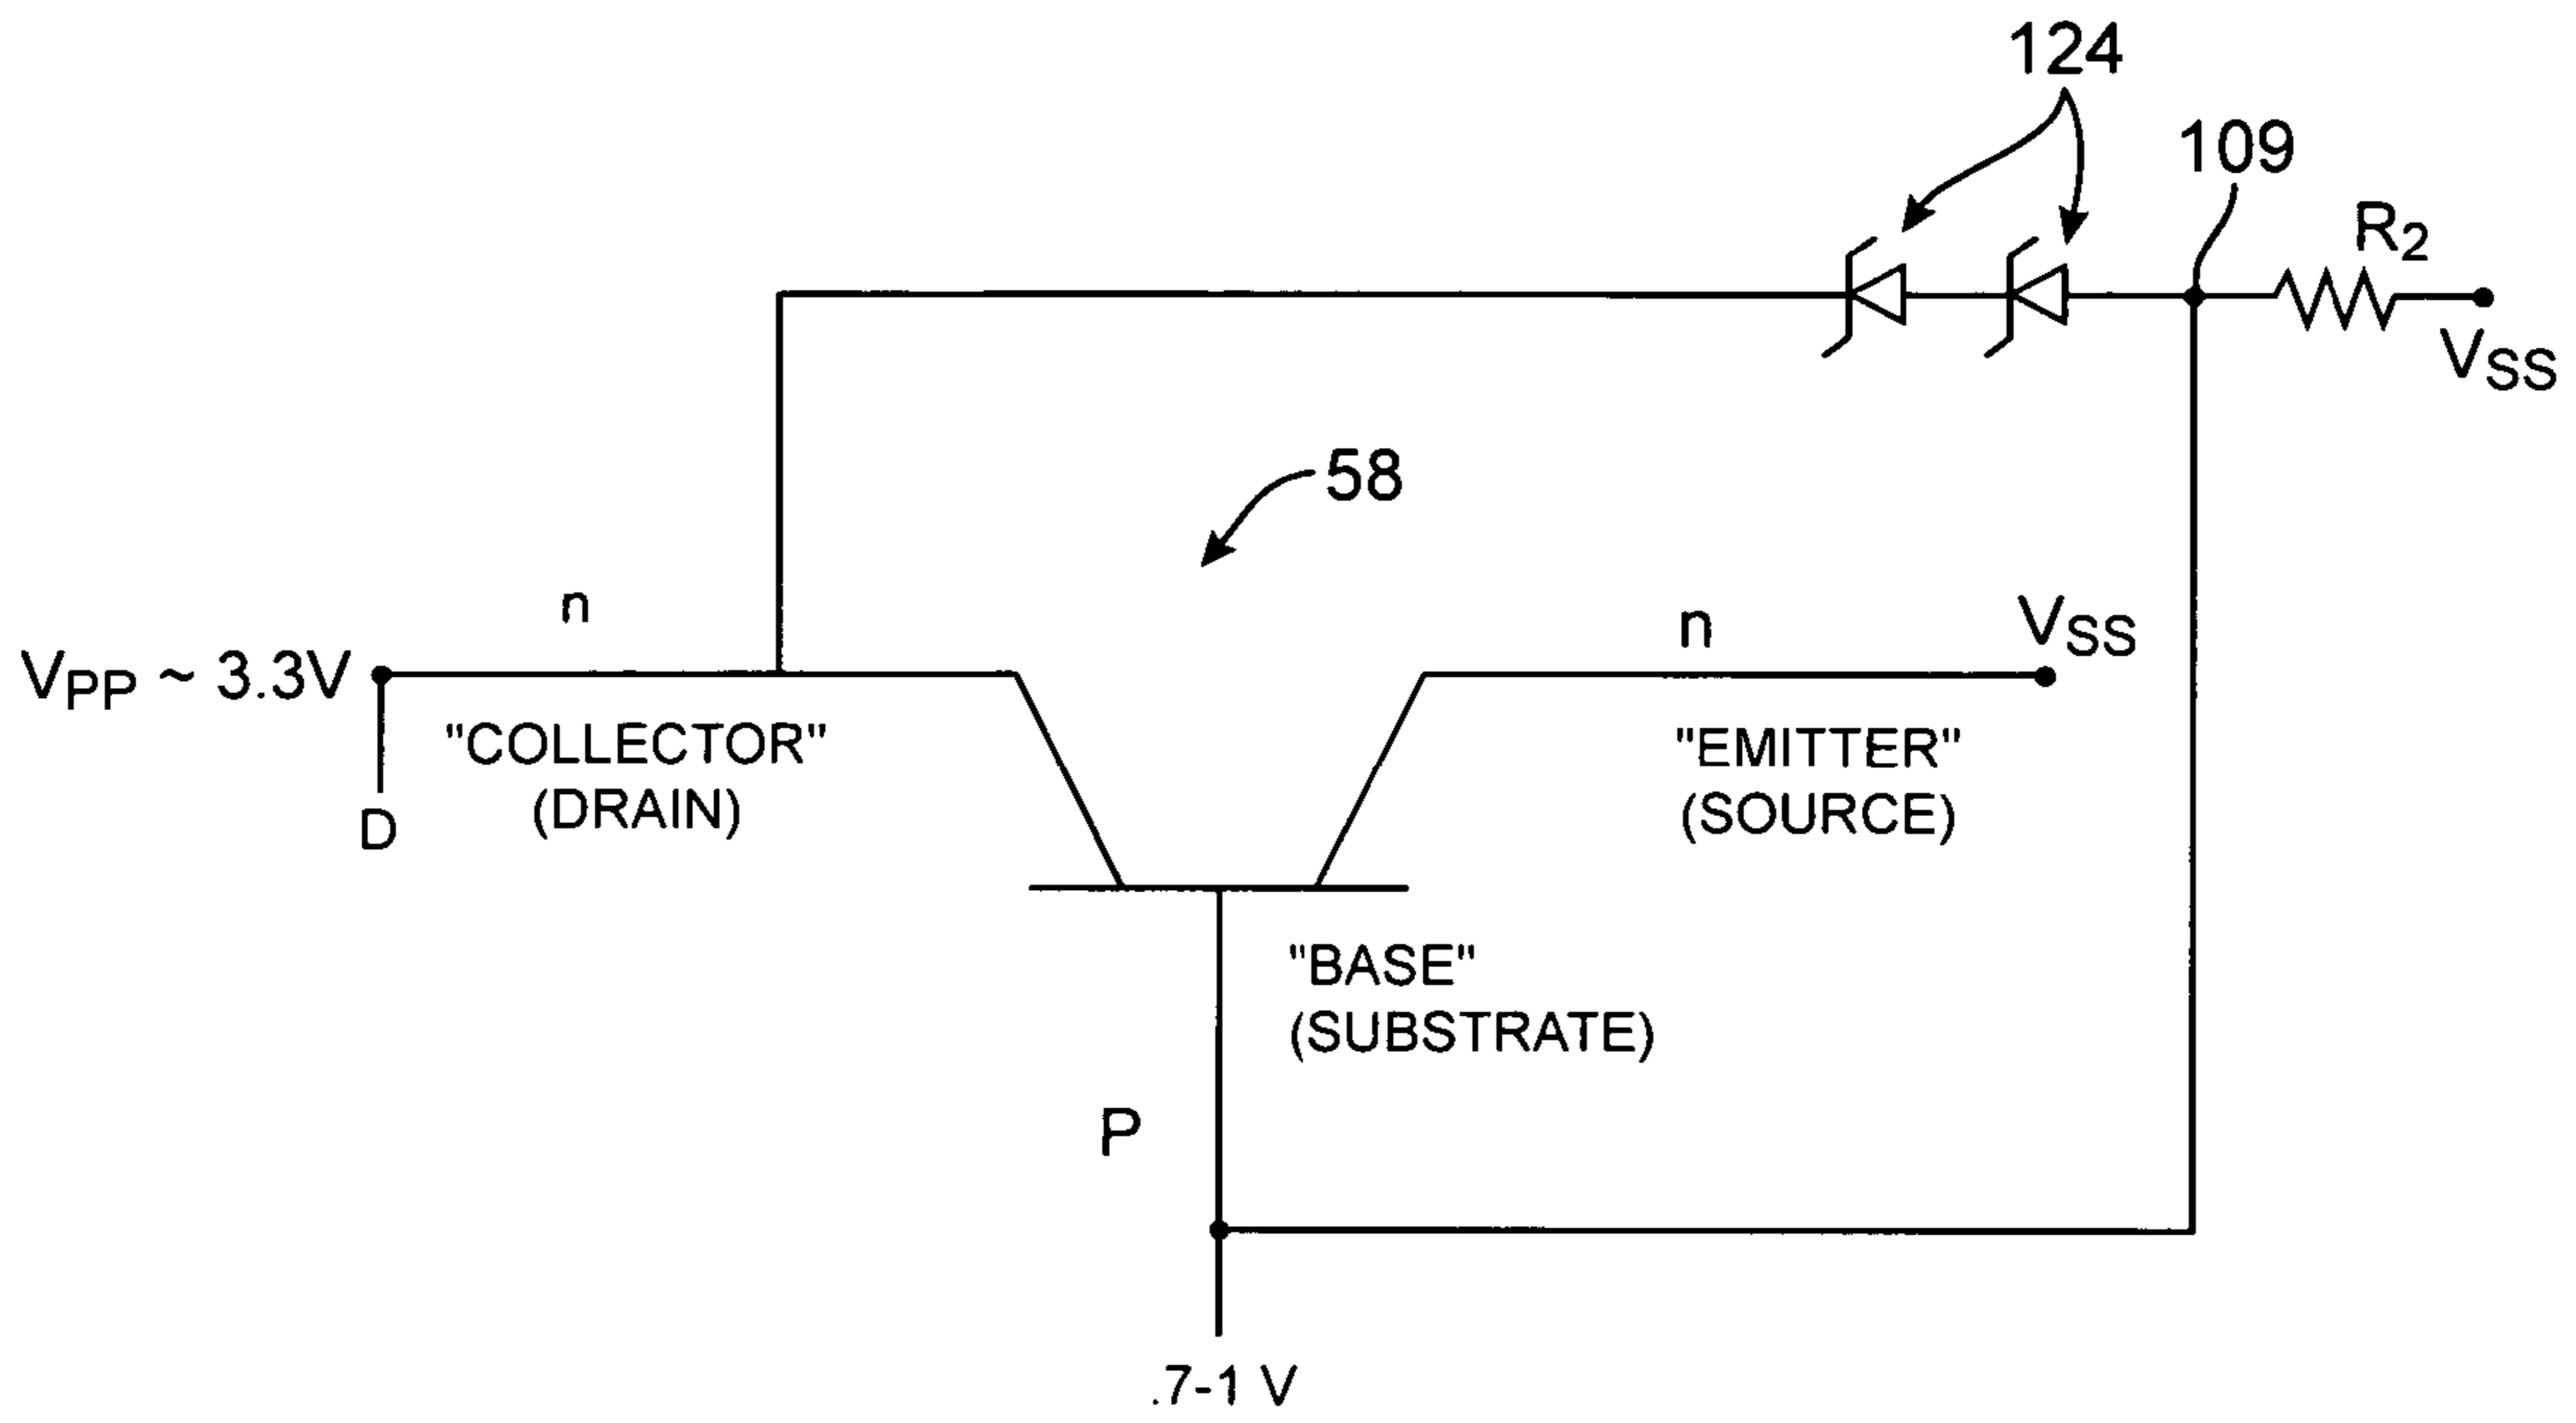 124
109
R2
VSS
58
n
n
VSS
VPP ~ 3.3V
"COLLECTOR"
(DRAIN)
D
"EMITTER"
(SOURCE)
"BASE"
(SUBSTRATE)
P
.7-1 V